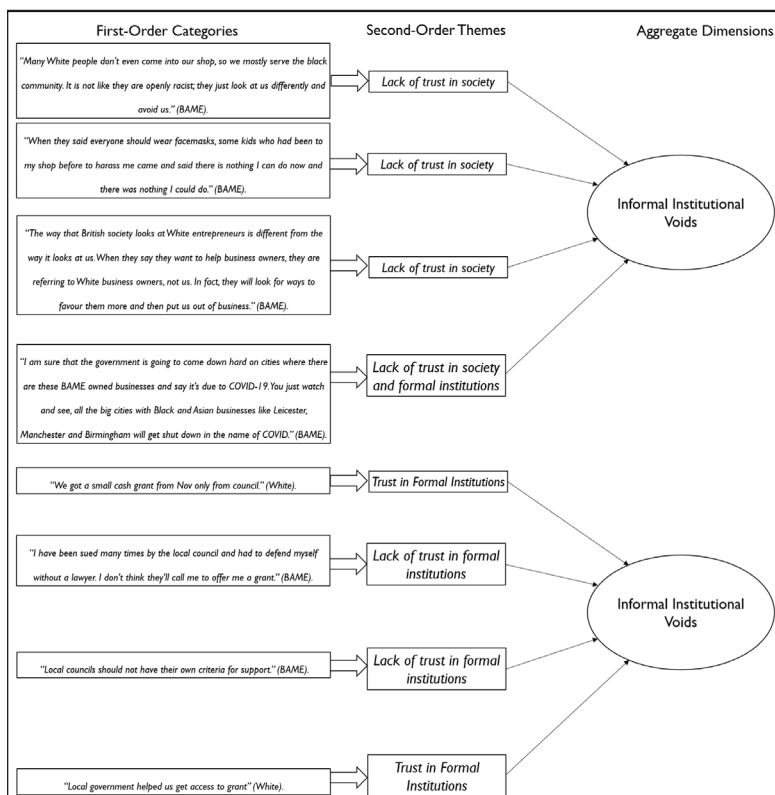 First-Order Categories
Second-Order Themes
Aggregate Dimensions
“Many White people don't even come into our shop, so we mostly serve the black
community. It is not like they are openly racist; they just look at us differently and
avoid us.” (BAME).
Lack of trust in society
“When they said everyone should wear facemasks, some kids who had been to
my shop before to harass me came and said there is nothing I can do now and
there was nothing I could do.” (BAME).
Lack of trust in society
Informal Institutional
Voids
“The way that British society looks at White entrepreneurs is different from the
way it looks at us. When they say they want to help business owners, they are
referring to White business owners, not us. In fact, they will look for ways to
favour them more and then put us out of business.” (BAME).
Lack of trust in society
“I am sure that the government is going to come down hard on cities where there
are these BAME owned businesses and say it's due to COVID-19. You just watch
and see, all the big cities with Black and Asian businesses like Leicester,
Manchester and Birmingham will get shut down in the name of COVID.” (BAME).
Lack of trust in society
and formal institutions
“We got a small cash grant from Nov only from council.” (White).
Trust in Formal Institutions
“I have been sued many times by the local council and had to defend myself
without a lawyer. I don't think they'll call me to offer me a grant.” (BAME).
Lack of trust in formal
institutions
Informal Institutional
Voids
“Local councils should not have their own criteria for support.” (BAME).
Lack of trust in formal
institutions
“Local government helped us get access to grant” (White).
Trust in Formal
Institutions